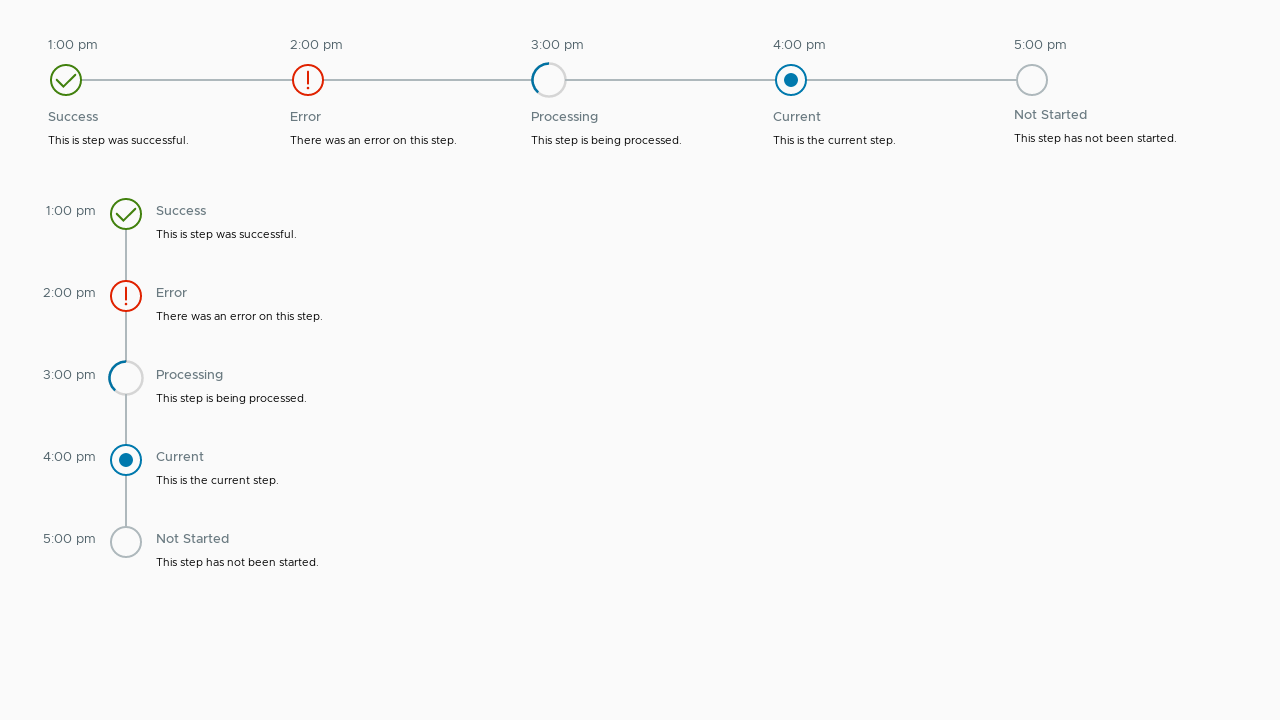 1:00 pm 2:00 pm 3:00 pm 4:00 pm 5:00 pm
Success Error Processing Current Not Started
This is step was successful. There was an error on this step. This step is being processed. This is the current step. This step has not been started.
1:00 pm Success
This is step was successful.
2:00 pm Error
There was an error on this step.
3:00 pm Processing
This step is being processed.
4:00 pm Current
This is the current step.
5:00 pm Not Started
This step has not been started.